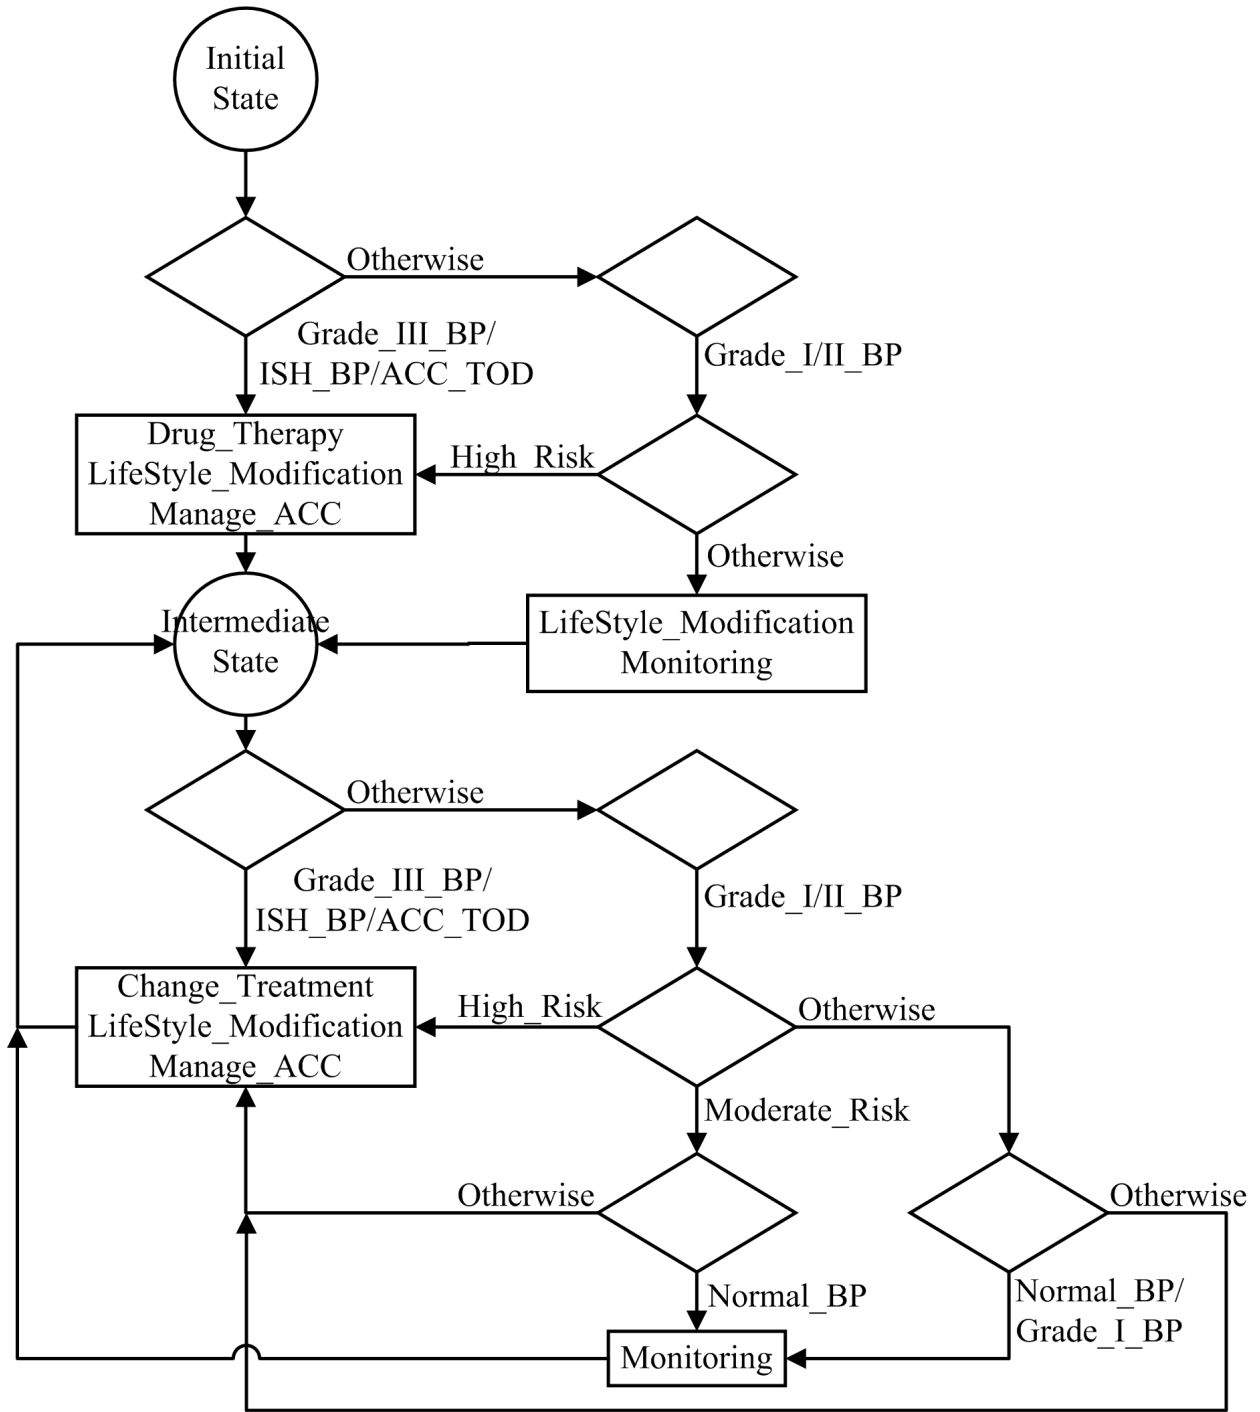 Initial
State
Otherwise
Grade_III_BP/
ISH_BP/ACC_TOD
Grade_I/II_BP
Drug_Therapy
LifeStyle_Modification
Manage_ACC
High_Risk
Otherwise
Intermediate
State
LifeStyle_Modification
Monitoring
Otherwise
Grade_III_BP/
ISH_BP/ACC_TOD
Grade_I/II_BP
Change_Treatment
LifeStyle_Modification
Manage_ACC
High_Risk
Otherwise
Moderate_Risk
Otherwise
Otherwise
Normal_BP
Normal_BP/
Grade_I_BP
Monitoring